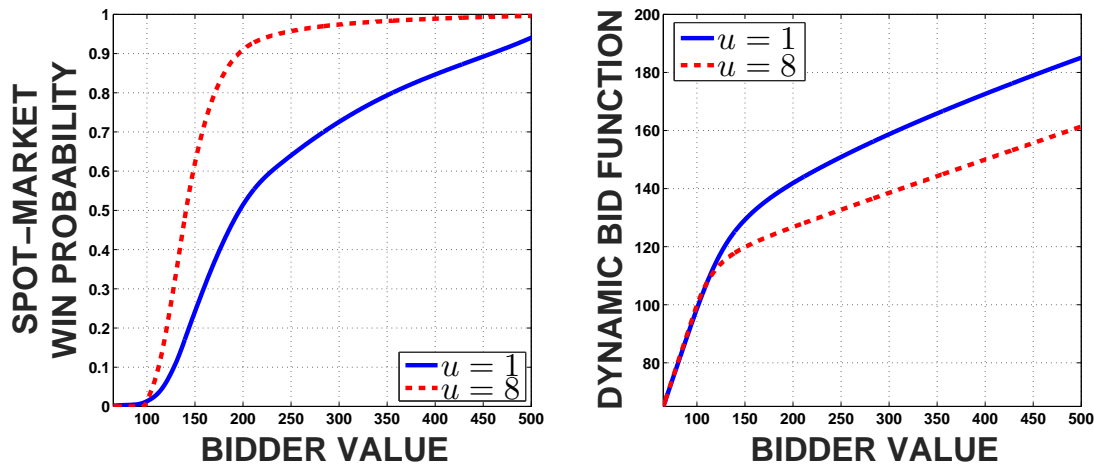 SPOT−MARKET
WIN PROBABILITY
1
0.9
0.8
0.7
0.6
0.5
0.4
0.3
0.2
0.1
0
100 150 200 250 300 350 400 450 500
BIDDER VALUE
u = 1
u = 8
DYNAMIC BID FUNCTION
200
180
160
140
120
100
80
100 150 200 250 300 350 400 450 500
BIDDER VALUE
u = 1
u = 8